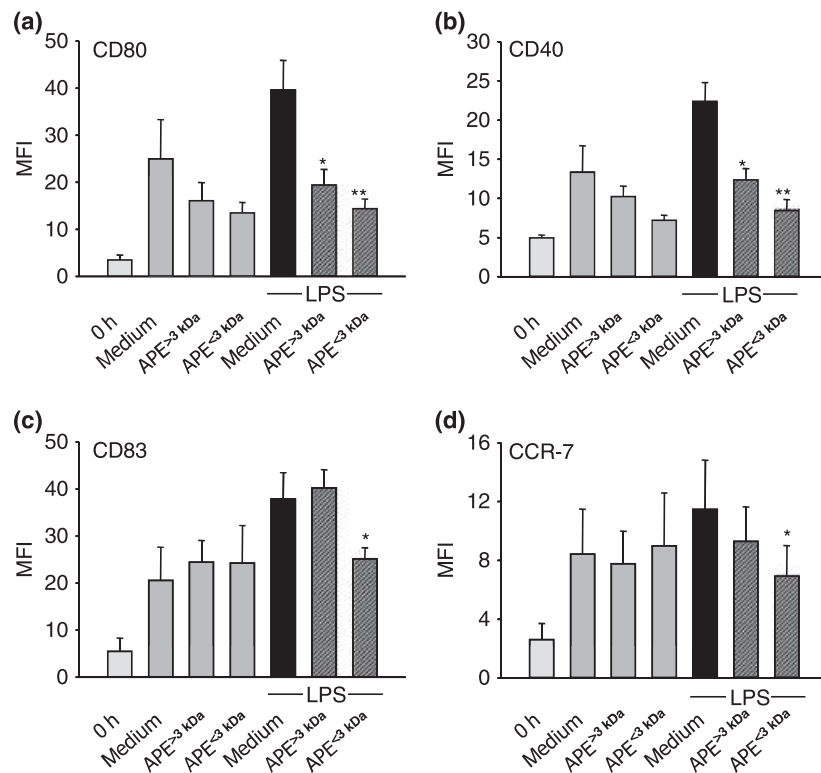 (a)
CD80
MFI
50
40
30
20
10
0
*
**
0 h
Medium
APE>3 kDa
APE<3 kDa
Medium
APE>3 kDa
APE<3 kDa
LPS
(b)
CD40
MFI
30
25
20
15
10
5
0
*
**
0 h
Medium
APE>3 kDa
APE<3 kDa
Medium
APE>3 kDa
APE<3 kDa
LPS
(c)
CD83
MFI
50
40
30
20
10
0
*
0 h
Medium
APE>3 kDa
APE<3 kDa
Medium
APE>3 kDa
APE<3 kDa
LPS
(d)
CCR-7
MFI
16
12
8
4
0
*
0 h
Medium
APE>3 kDa
APE<3 kDa
Medium
APE>3 kDa
APE<3 kDa
LPS